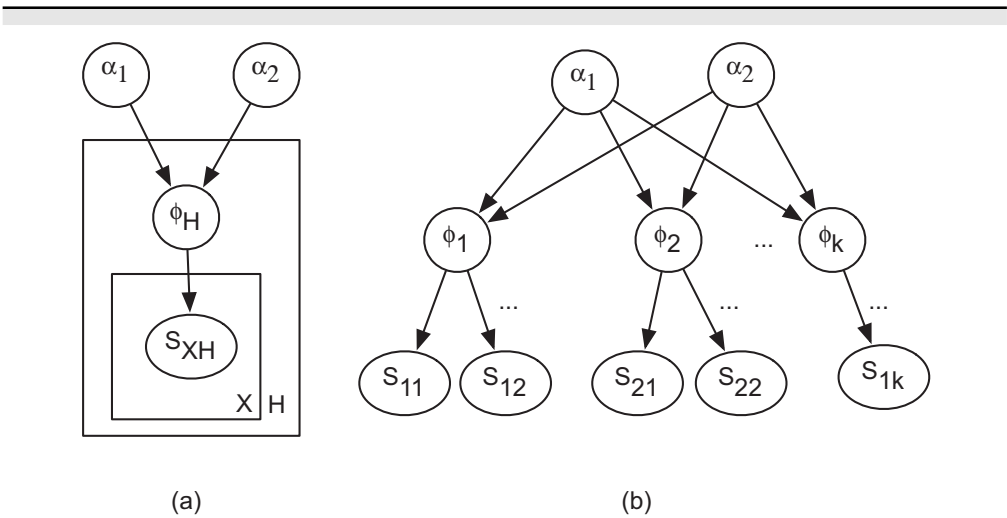 α1 α2 α1 α2
ϕH ϕ1 ϕ2 ... ϕk
... ... ...
SXH S11 S12 S21 S22 S1k
X H
(a) (b)